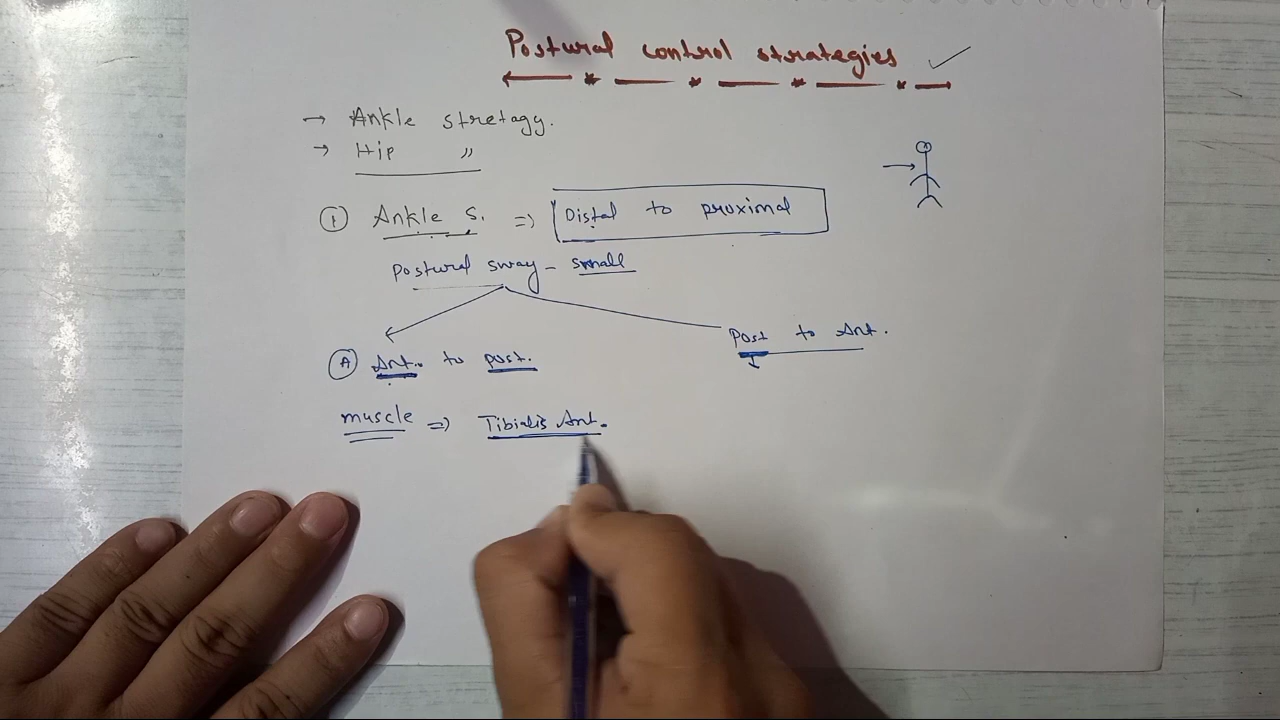 Postural control strategies
→ Ankle stretagy.
→ Hip "
① Ankle S. ⇒ Distal to proximal
Postural sway - small
Post to Ant.
Ⓐ Ant. to post.
muscle ⇒ Tibialis Ant.